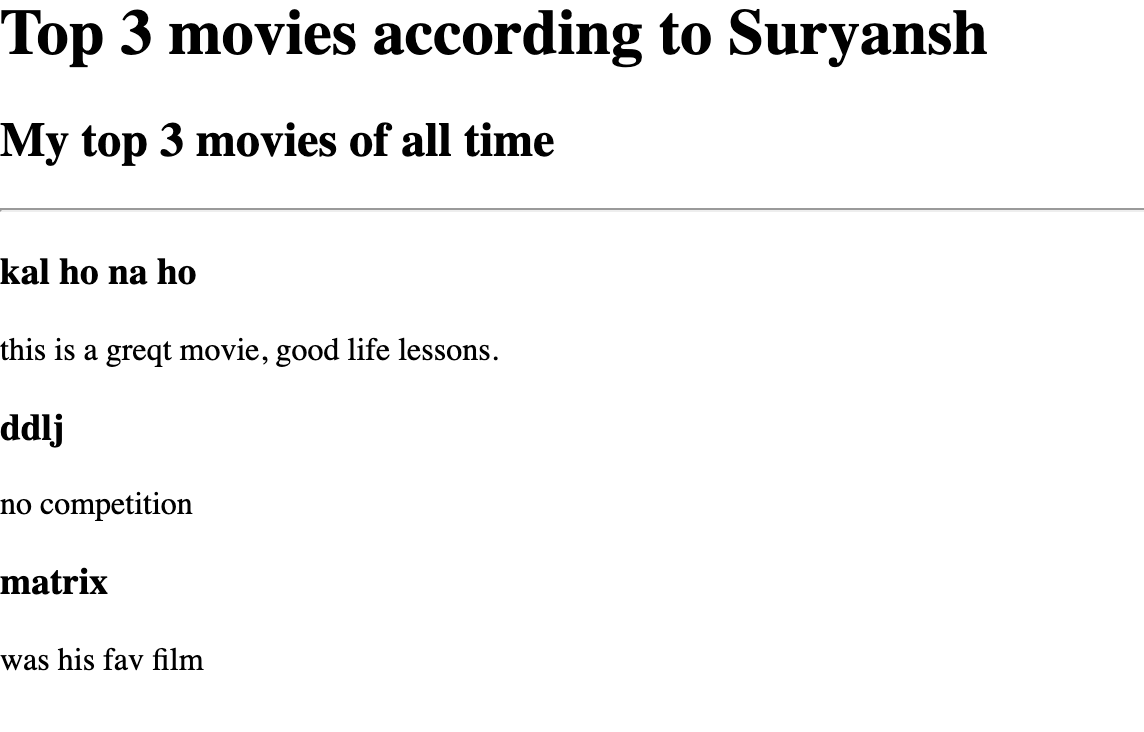 Top 3 movies according to Suryansh
My top 3 movies of all time
kal ho na ho
this is a greqt movie, good life lessons.
ddlj
no competition
matrix
was his fav film